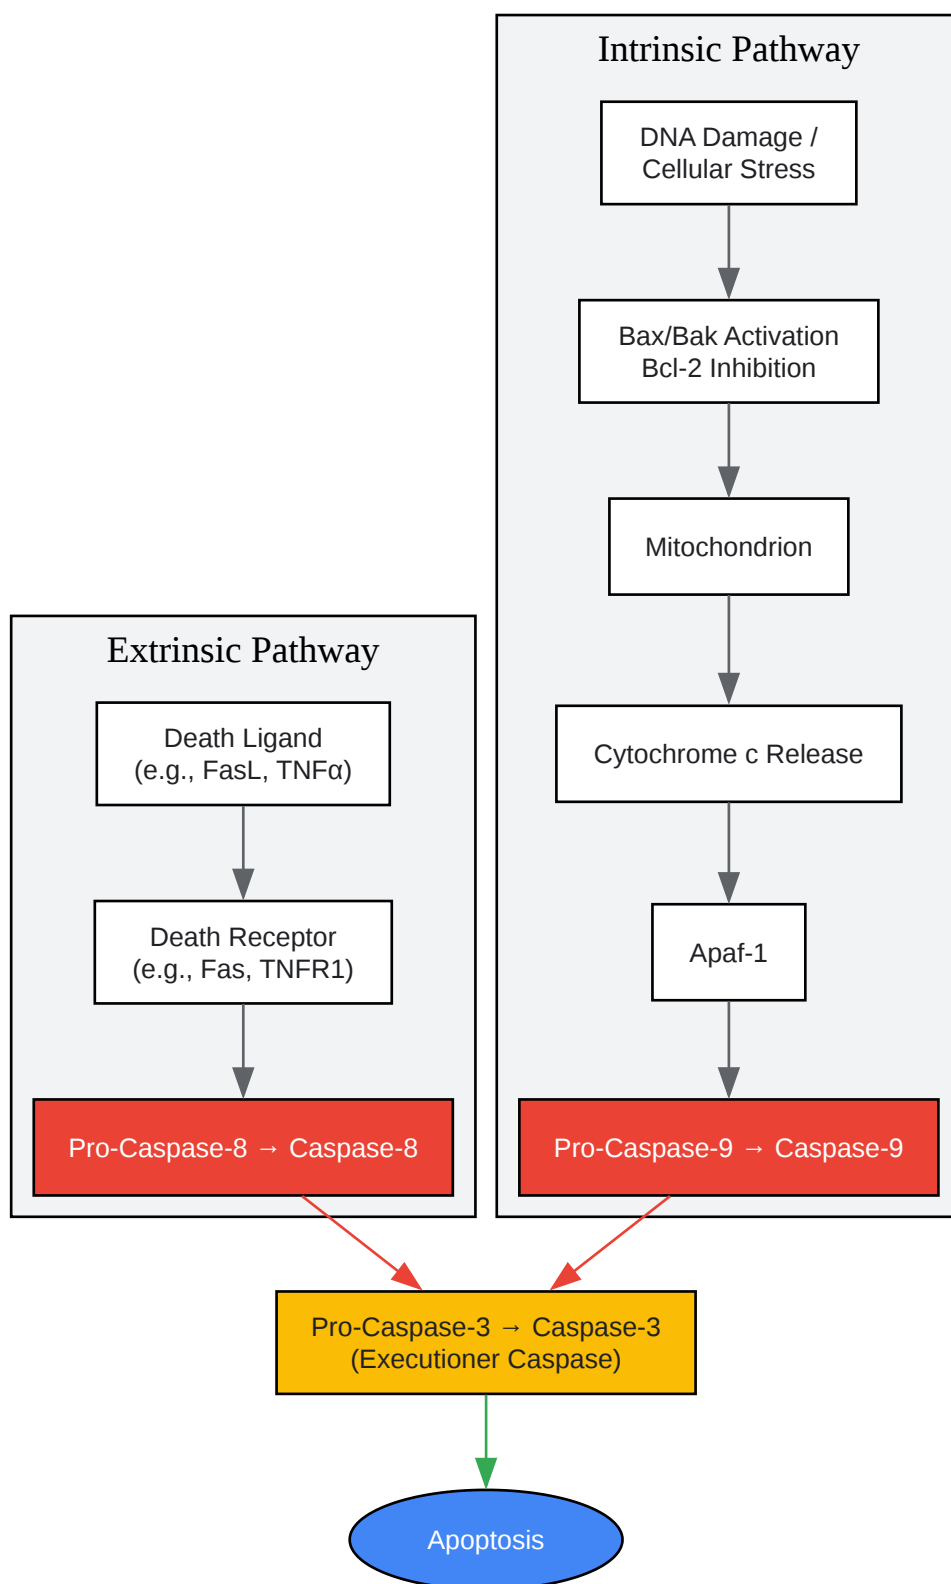 Intrinsic Pathway
DNA Damage /
Cellular Stress
Bax/Bak Activation
Bcl-2 Inhibition
Mitochondrion
Cytochrome c Release
Apaf-1
Pro-Caspase-9 → Caspase-9
Extrinsic Pathway
Death Ligand
(e.g., FasL, TNFα)
Death Receptor
(e.g., Fas, TNFR1)
Pro-Caspase-8 → Caspase-8
Pro-Caspase-3 → Caspase-3
(Executioner Caspase)
Apoptosis